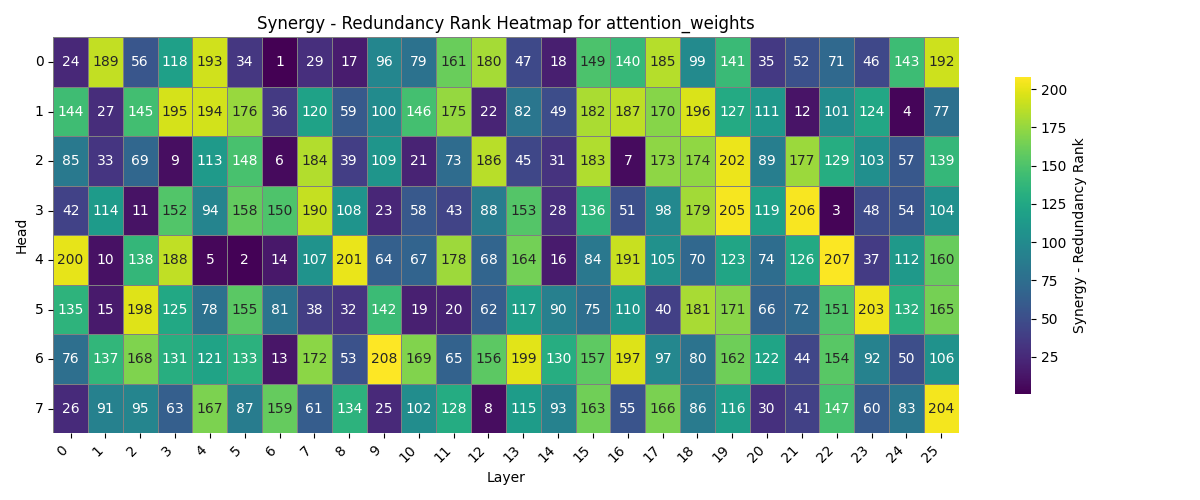 Synergy - Redundancy Rank Heatmap for attention_weights
0 24 189 56 118 193 34 1 29 17 96 79 161 180 47 18 149 140 185 99 141 35 52 71 46 143 192
1 144 27 145 195 194 176 36 120 59 100 146 175 22 82 49 182 187 170 196 127 111 12 101 124 4 77
2 85 33 69 9 113 148 6 184 39 109 21 73 186 45 31 183 7 173 174 202 89 177 129 103 57 139
3 42 114 11 152 94 158 150 190 108 23 58 43 88 153 28 136 51 98 179 205 119 206 3 48 54 104
4 200 10 138 188 5 2 14 107 201 64 67 178 68 164 16 84 191 105 70 123 74 126 207 37 112 160
5 135 15 198 125 78 155 81 38 32 142 19 20 62 117 90 75 110 40 181 171 66 72 151 203 132 165
6 76 137 168 131 121 133 13 172 53 208 169 65 156 199 130 157 197 97 80 162 122 44 154 92 50 106
7 26 91 95 63 167 87 159 61 134 25 102 128 8 115 93 163 55 166 86 116 30 41 147 60 83 204
Head
0 1 2 3 4 5 6 7 8 9 10 11 12 13 14 15 16 17 18 19 20 21 22 23 24 25
Layer
200
175
150
125
100
75
50
25
Synergy - Redundancy Rank